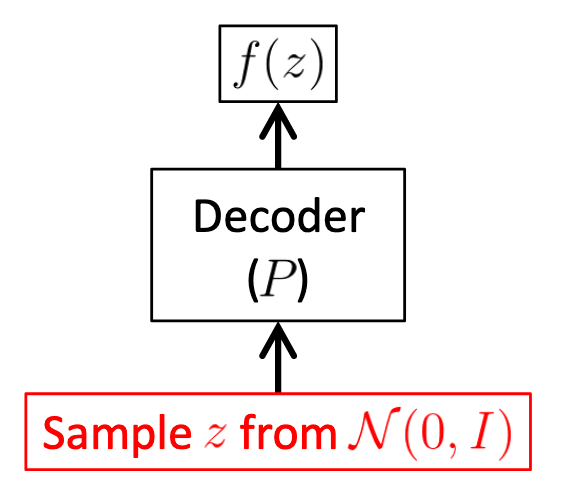 f(z)
Decoder
(P)
Sample z from 𝒩(0, I)